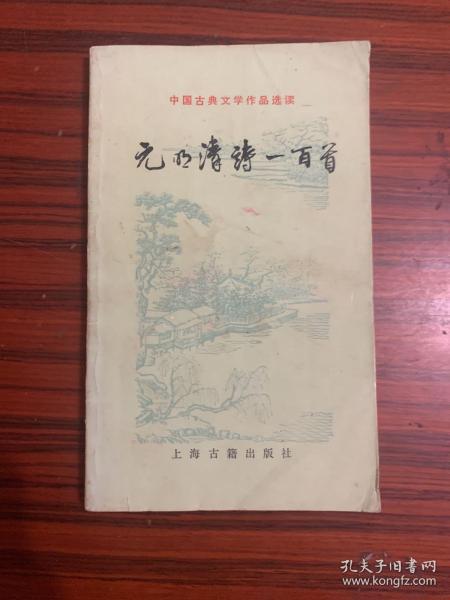 中国古典文学作品选读
元明清诗一百首
上海古籍出版社
孔夫子旧书网
www.kongfz.com